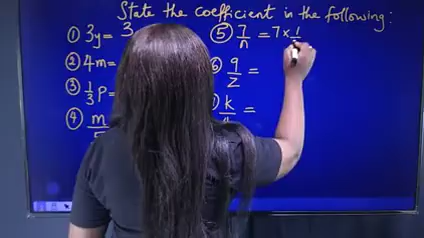 State the coefficient in the following:
① 3y = 3
② 4m =
③ 1/3 p =
④ m/
⑤ 7/n = 7 × 1/
⑥ 9/z =
k/ =